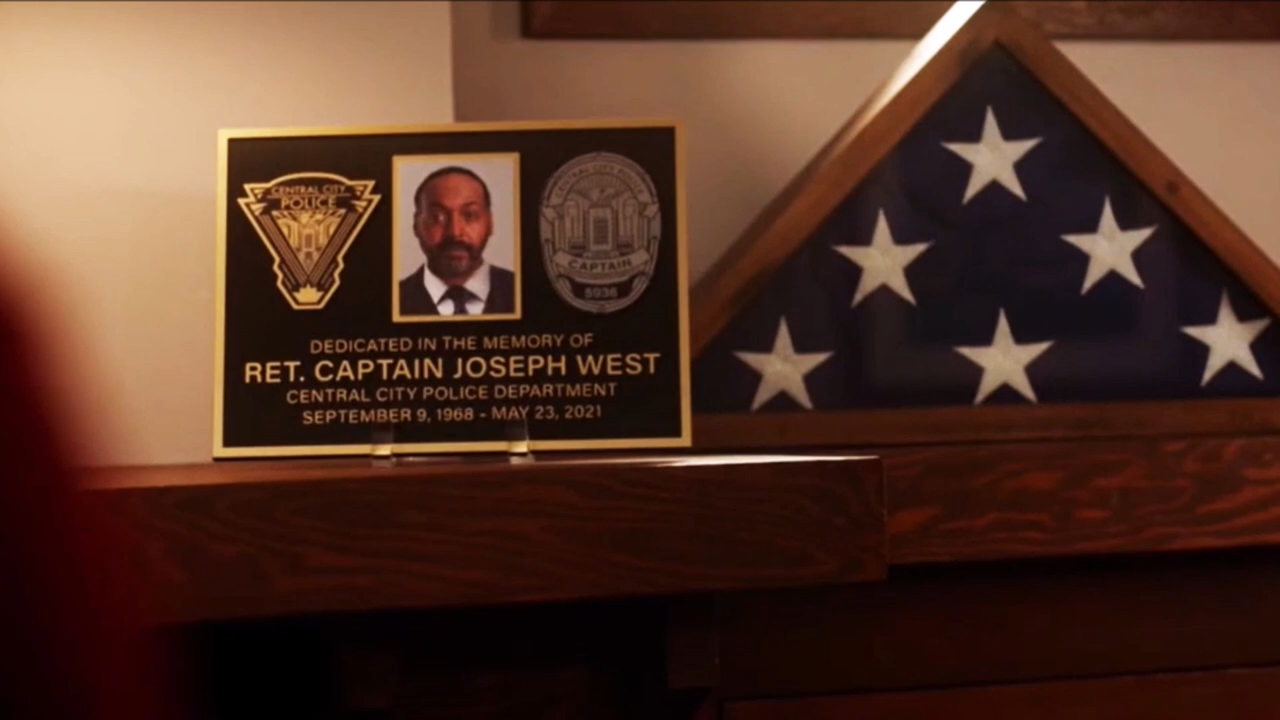 CENTRAL CITY
POLICE
CENTRAL CITY POLICE
CAPTAIN
5936
DEDICATED IN THE MEMORY OF
RET. CAPTAIN JOSEPH WEST
CENTRAL CITY POLICE DEPARTMENT
SEPTEMBER 9, 1968 - MAY 23, 2021